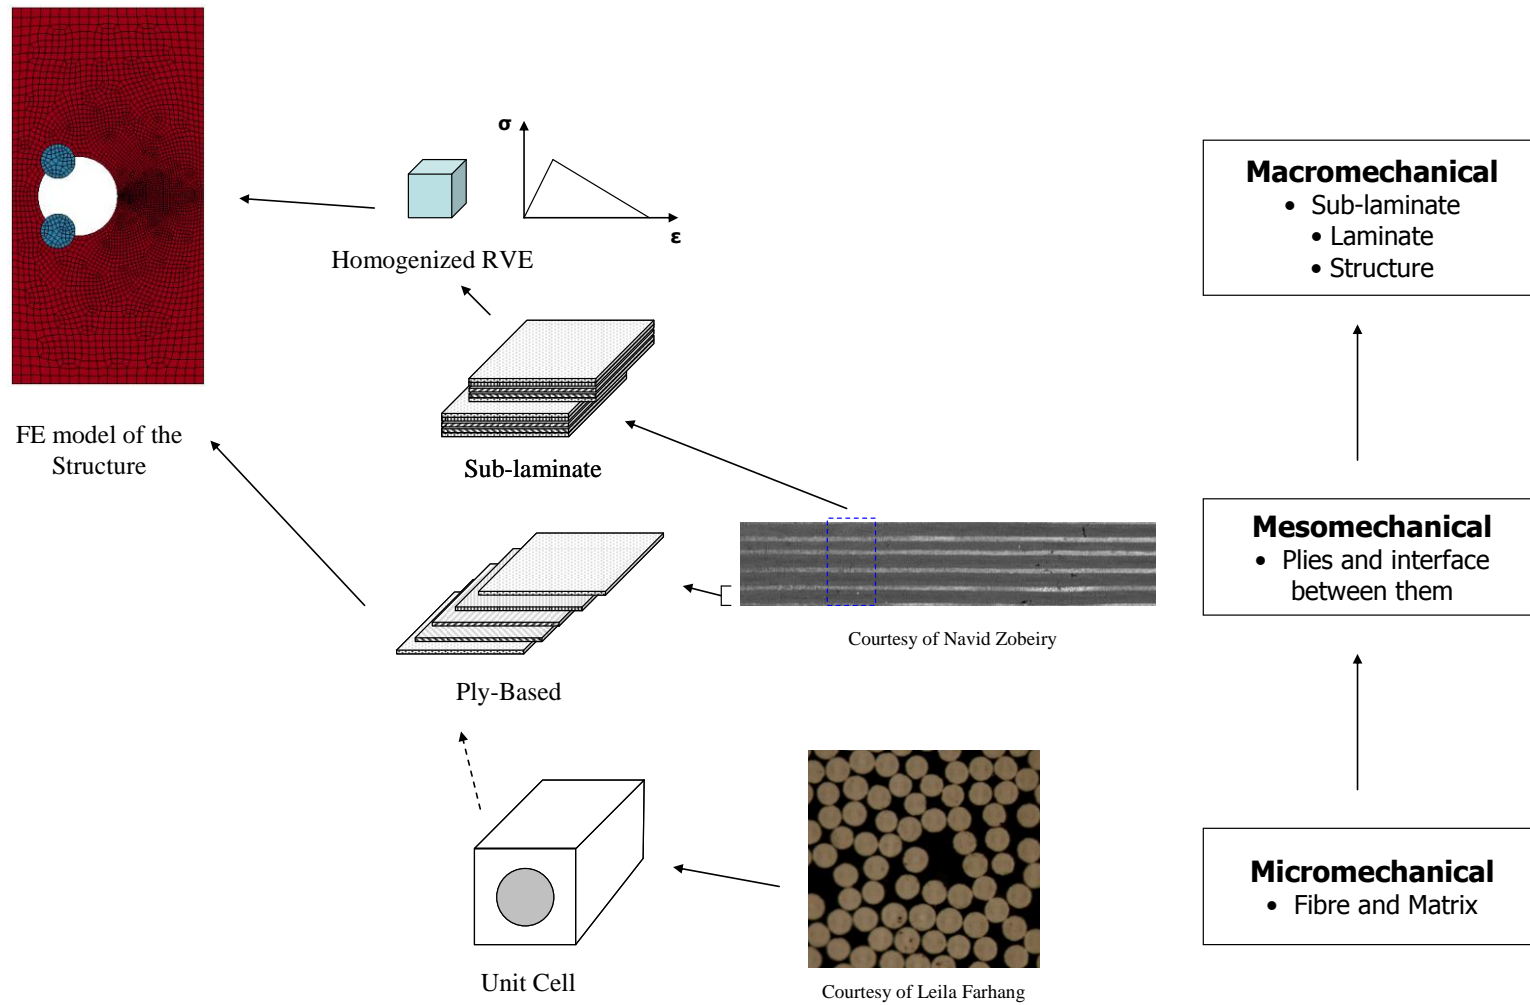 σ
ε
Homogenized RVE
FE model of the
Structure
Sub-laminate
Courtesy of Navid Zobeiry
Ply-Based
Unit Cell
Courtesy of Leila Farhang
Macromechanical
• Sub-laminate
• Laminate
• Structure
Mesomechanical
• Plies and interface
between them
Micromechanical
• Fibre and Matrix